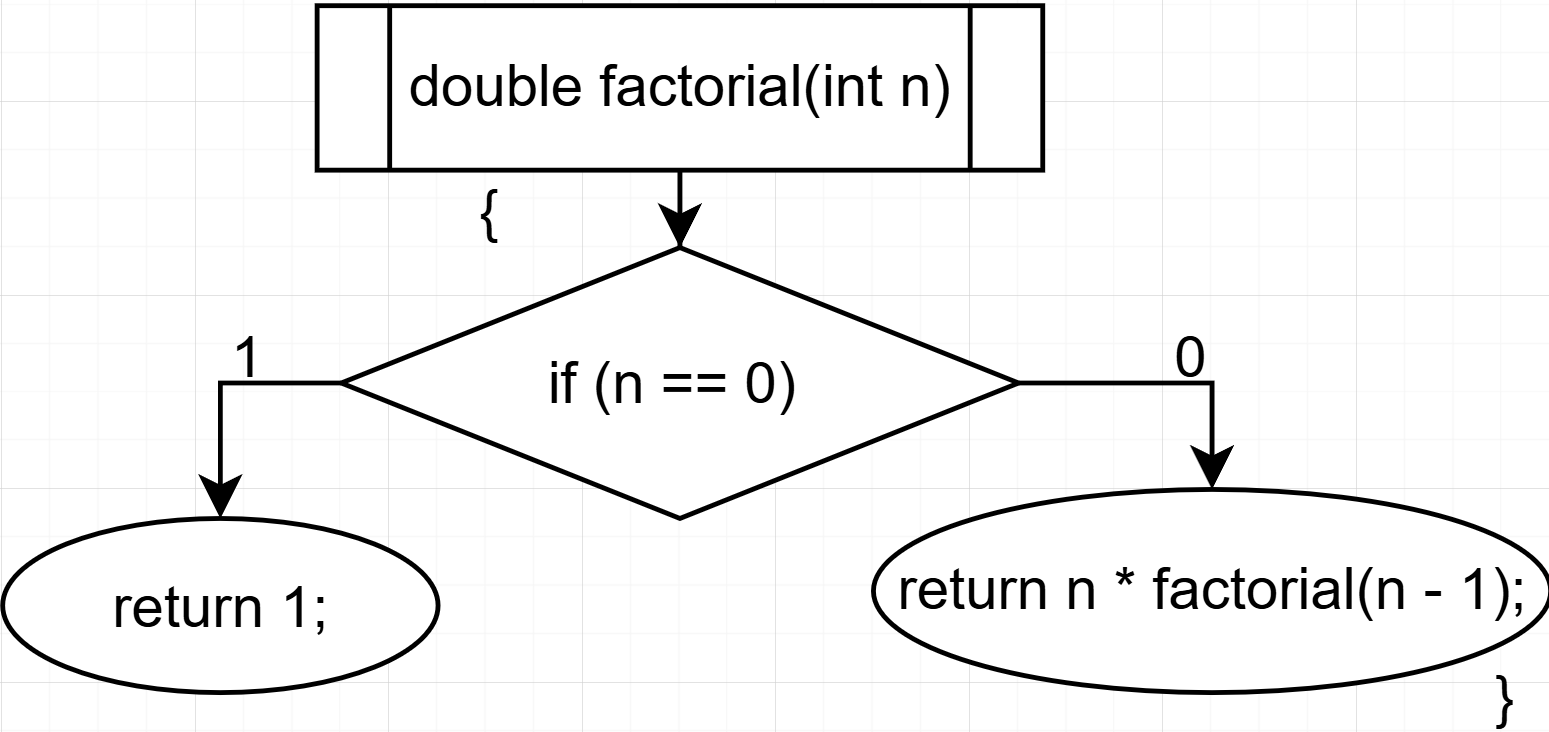 double factorial(int n)
{
if (n == 0)
1
0
return 1;
return n * factorial(n - 1);
}